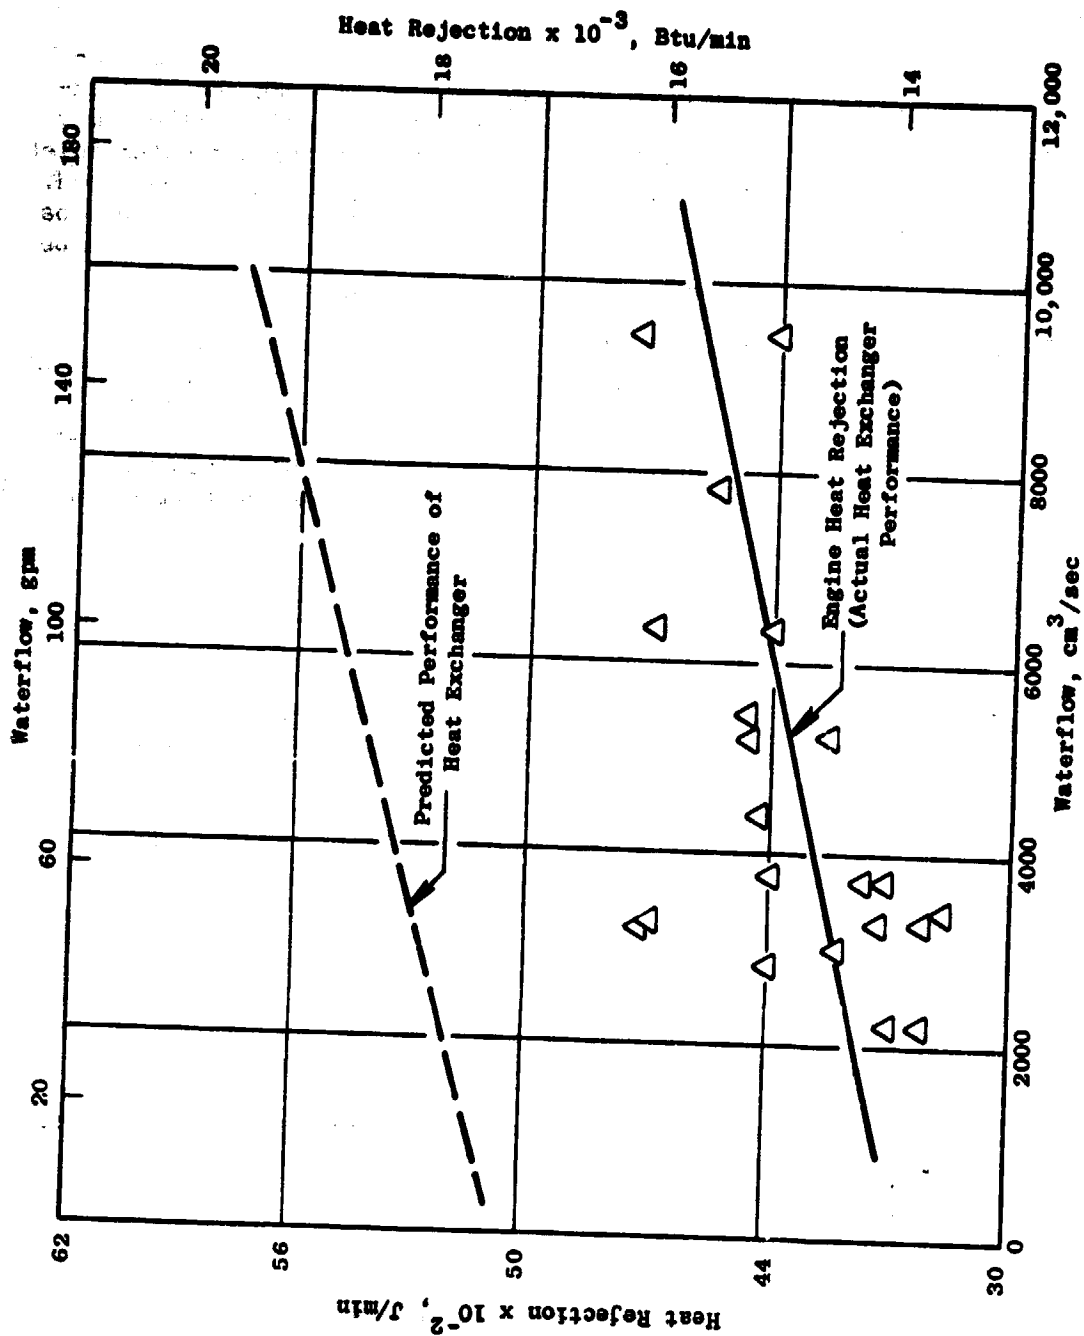 Waterflow, gpm
20
60
100
140
180
Heat Rejection x 10^-2, J/min
62
56
50
44
30
Heat Rejection x 10^-3, Btu/min
20
18
16
14
Predicted Performance of
Heat Exchanger
Engine Heat Rejection
(Actual Heat Exchanger
Performance)
0
2000
4000
6000
8000
10,000
12,000
Waterflow, cm^3/sec